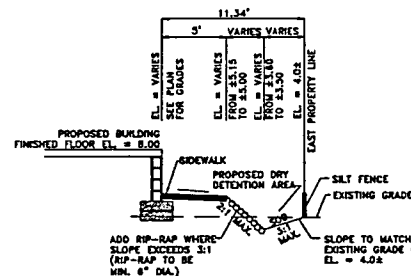 11.34'
5'
VARIES
VARIES
EL. = VARIES
SEE PLAN
FOR GRADES
EL. = VARIES
FROM ±5.15
TO ±5.00
EL. = VARIES
FROM ±3.60
TO ±3.50
EL. = 4.0±
EAST PROPERTY LINE
PROPOSED BUILDING
FINISHED FLOOR EL. = 8.00
SIDEWALK
PROPOSED DRY
DETENTION AREA
SILT FENCE
EXISTING GRADE
2:1
MAX.
3:1
MAX.
ADD RIP-RAP WHERE
SLOPE EXCEEDS 3:1
(RIP-RAP TO BE
MIN. 6" DIA.)
SLOPE TO MATCH
EXISTING GRADE
EL. = 4.0±